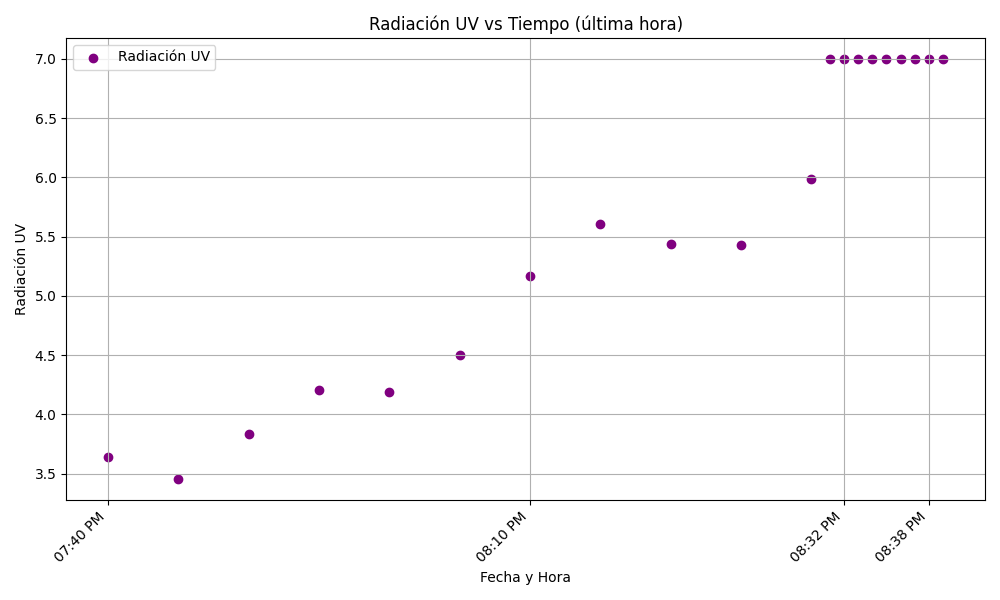 Radiación UV vs Tiempo (última hora)
Radiación UV
7.0
6.5
6.0
5.5
5.0
4.5
4.0
3.5
Radiación UV
07:40 PM
08:10 PM
08:32 PM
08:38 PM
Fecha y Hora